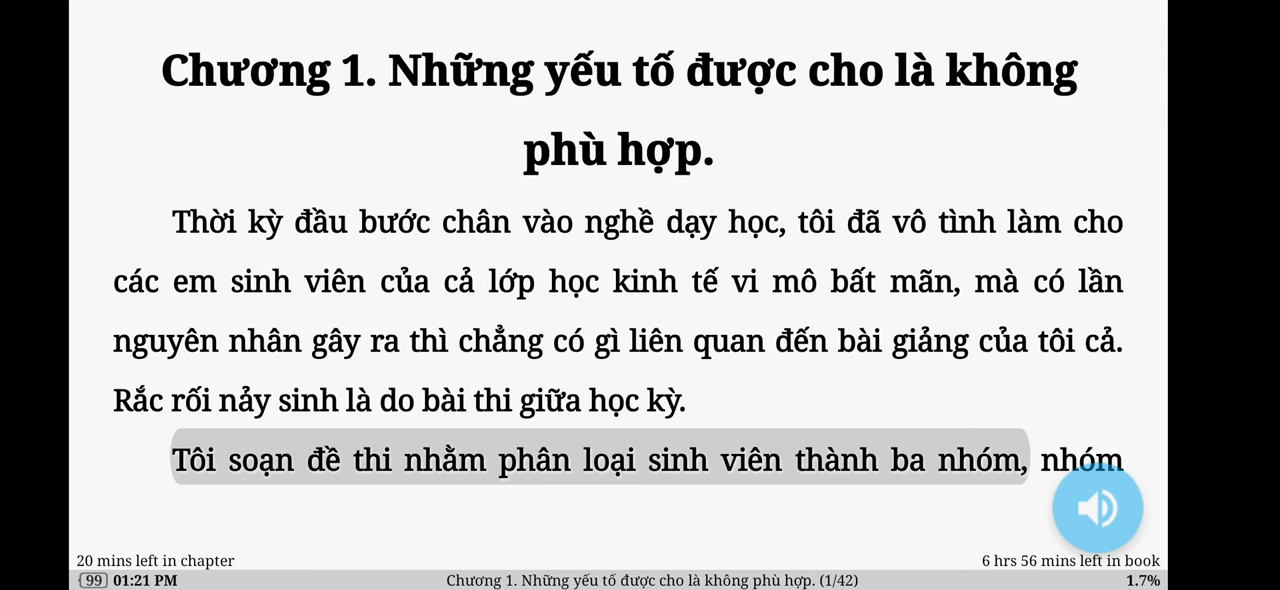 Chương 1. Những yếu tố được cho là không
phù hợp.
Thời kỳ đầu bước chân vào nghề dạy học, tôi đã vô tình làm cho
các em sinh viên của cả lớp học kinh tế vi mô bất mãn, mà có lần
nguyên nhân gây ra thì chẳng có gì liên quan đến bài giảng của tôi cả.
Rắc rối nảy sinh là do bài thi giữa học kỳ.
Tôi soạn đề thi nhằm phân loại sinh viên thành ba nhóm, nhóm
20 mins left in chapter
6 hrs 56 mins left in book
99 01:21 PM
Chương 1. Những yếu tố được cho là không phù hợp. (1/42)
1.7%